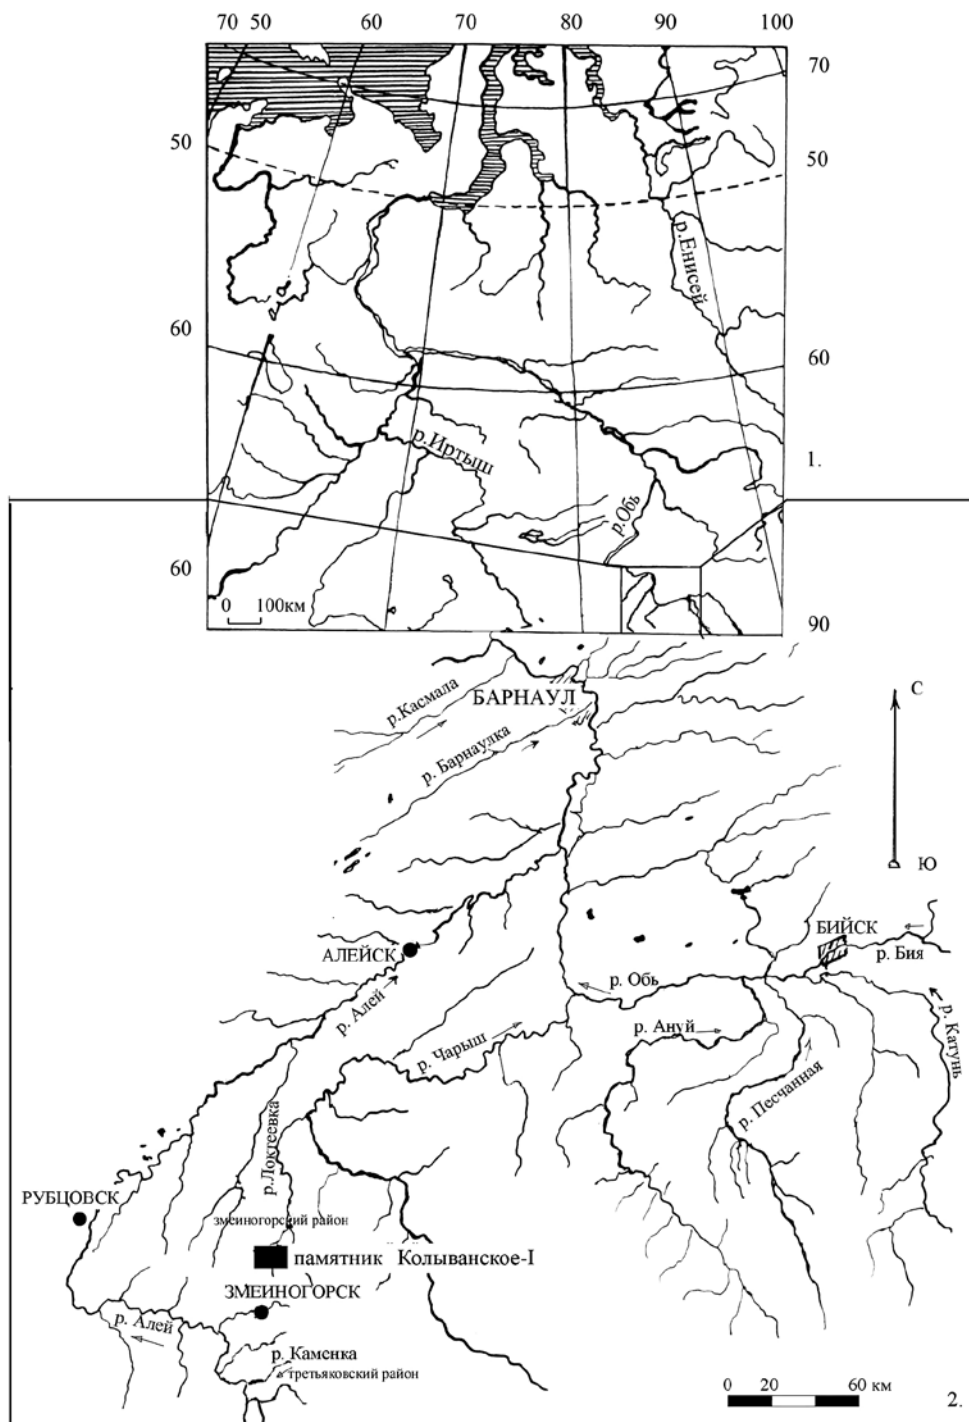 70 50 60 70 80 90 100
70
50 50
р.Енисей
60 60
р.Иртыш
1.
р.Обь
60
0 100км
90
р.Касмала
БАРНАУЛ
С
р. Барнаулка
Ю
БИЙСК
АЛЕЙСК
р. Бия
р. Обь
р. Алей
р. Ануй
р. Катунь
р. Чарыш
р. Песчанная
р.Локтеевка
РУБЦОВСК
змеиногорский район
памятник Колыванское-I
ЗМЕИНОГОРСК
р. Алей
р. Каменка
третьяковский район
0 20 60 км
2.